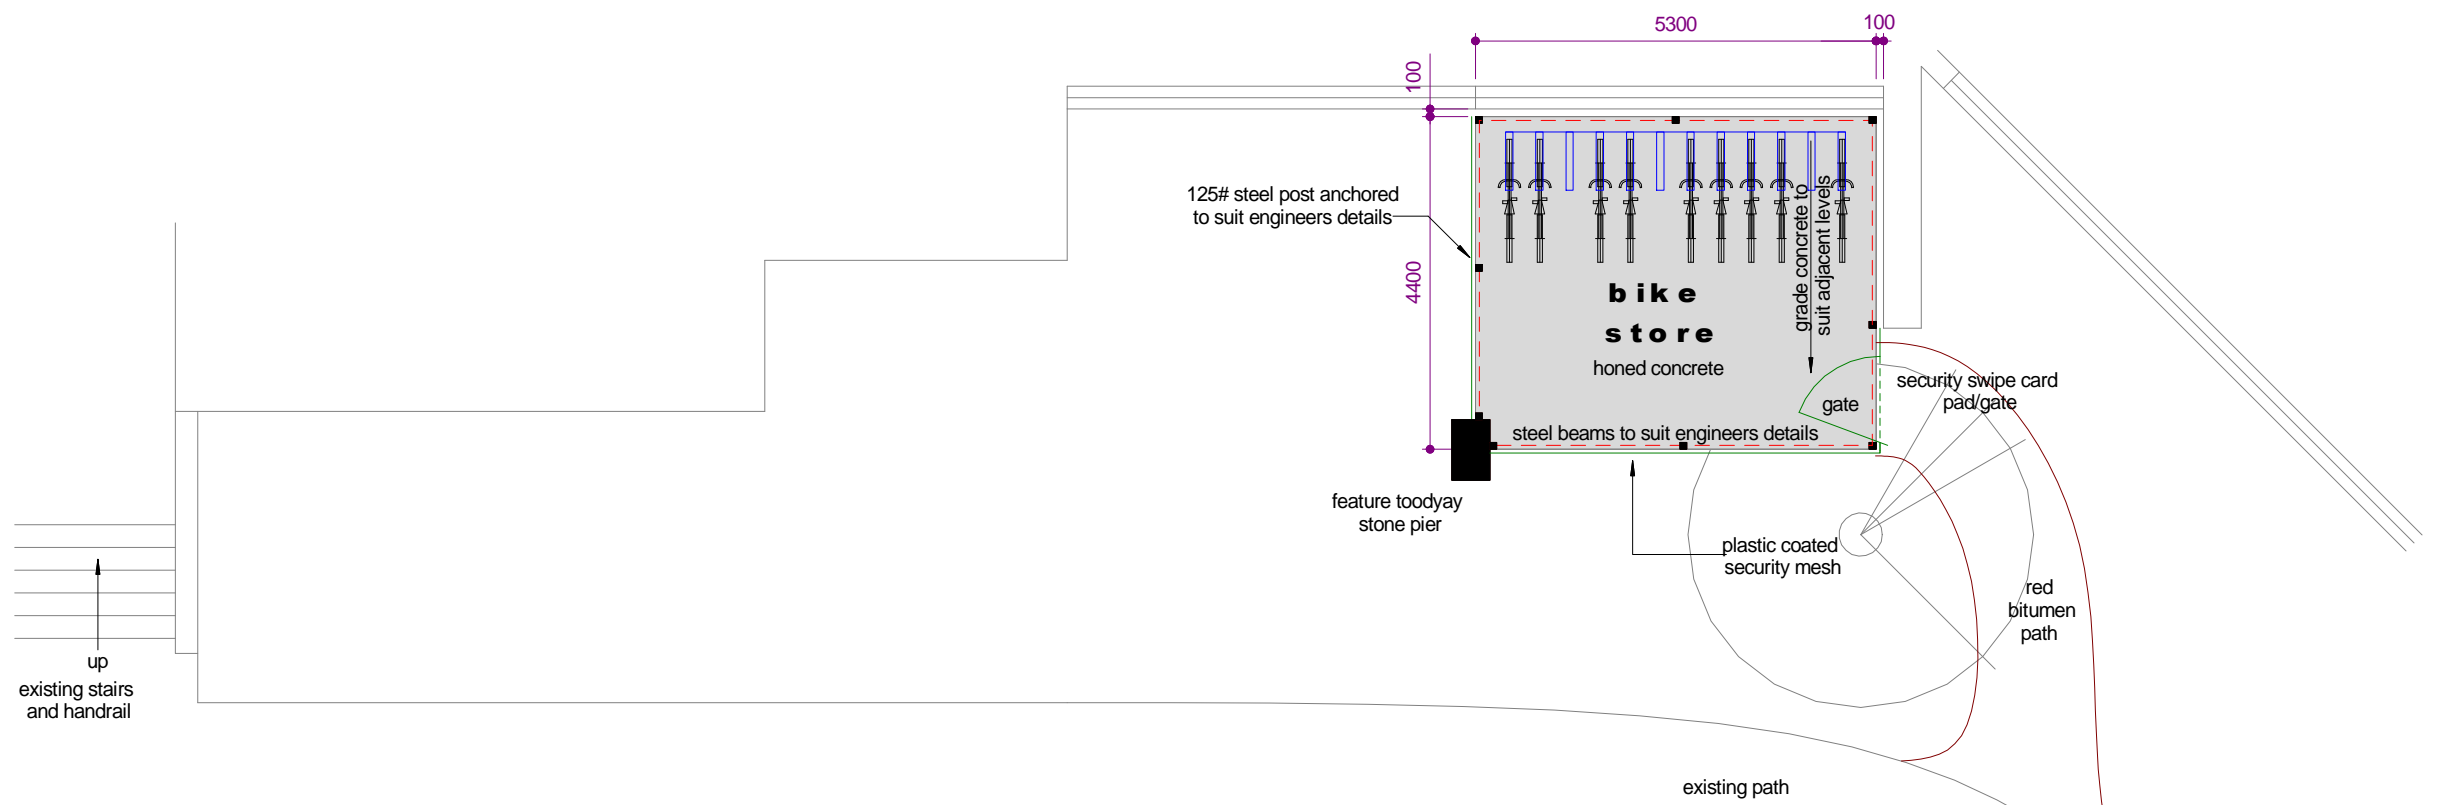 5300
100
100
125# steel post anchored
to suit engineers details
4400
grade concrete to
suit adjacent levels
bike
store
honed concrete
security swipe card
pad/gate
gate
steel beams to suit engineers details
feature toodyay
stone pier
plastic coated
security mesh
red
bitumen
path
up
existing stairs
and handrail
existing path